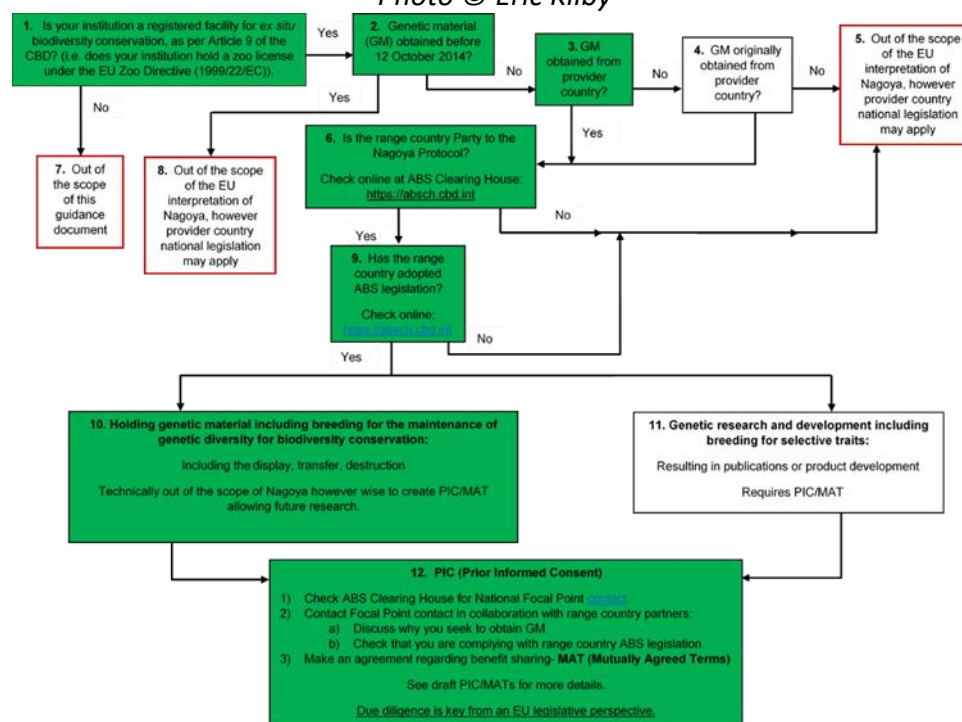 Photo © Eric Kilby
1. Is your institution a registered facility for ex situ
biodiversity conservation, as per Article 9 of the
CBD? (i.e. does your institution hold a zoo license
under the EU Zoo Directive (1999/22/EC)).
Yes
2. Genetic material
(GM) obtained before
12 October 2014?
No
3. GM
obtained from
provider
country?
No
4. GM originally
obtained from
provider
country?
No
5. Out of the
scope of the EU
interpretation of
Nagoya, however
provider country
national legislation
may apply
No
Yes
Yes
7. Out of
the scope
of this
guidance
document
8. Out of the scope
of the EU
interpretation of
Nagoya, however
provider country
national legislation
may apply
6. Is the range country Party to the
Nagoya Protocol?
Check online at ABS Clearing House:
https://absch.cbd.int
No
Yes
9. Has the range
country adopted
ABS legislation?
Check online:
https://absch.cbd.int
No
Yes
10. Holding genetic material including breeding for the maintenance of
genetic diversity for biodiversity conservation:
Including the display, transfer, destruction
Technically out of the scope of Nagoya however wise to create PIC/MAT
allowing future research.
11. Genetic research and development including
breeding for selective traits:
Resulting in publications or product development
Requires PIC/MAT
12. PIC (Prior Informed Consent)
1) Check ABS Clearing House for National Focal Point contact.
2) Contact Focal Point contact in collaboration with range country partners:
a) Discuss why you seek to obtain GM
b) Check that you are complying with range country ABS legislation
3) Make an agreement regarding benefit sharing- MAT (Mutually Agreed Terms)
See draft PIC/MATs for more details.
Due diligence is key from an EU legislative perspective.